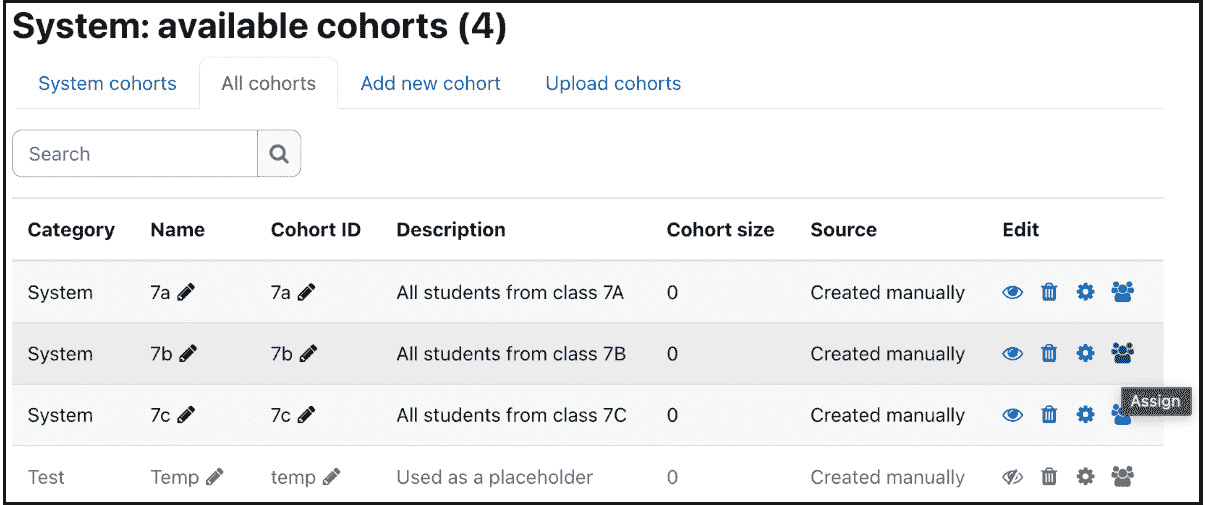 System: available cohorts (4)
System cohorts All cohorts Add new cohort Upload cohorts
Search
Category Name Cohort ID Description Cohort size Source Edit
System 7a 7a All students from class 7A 0 Created manually
System 7b 7b All students from class 7B 0 Created manually
Assign
System 7c 7c All students from class 7C 0 Created manually
Test Temp temp Used as a placeholder 0 Created manually